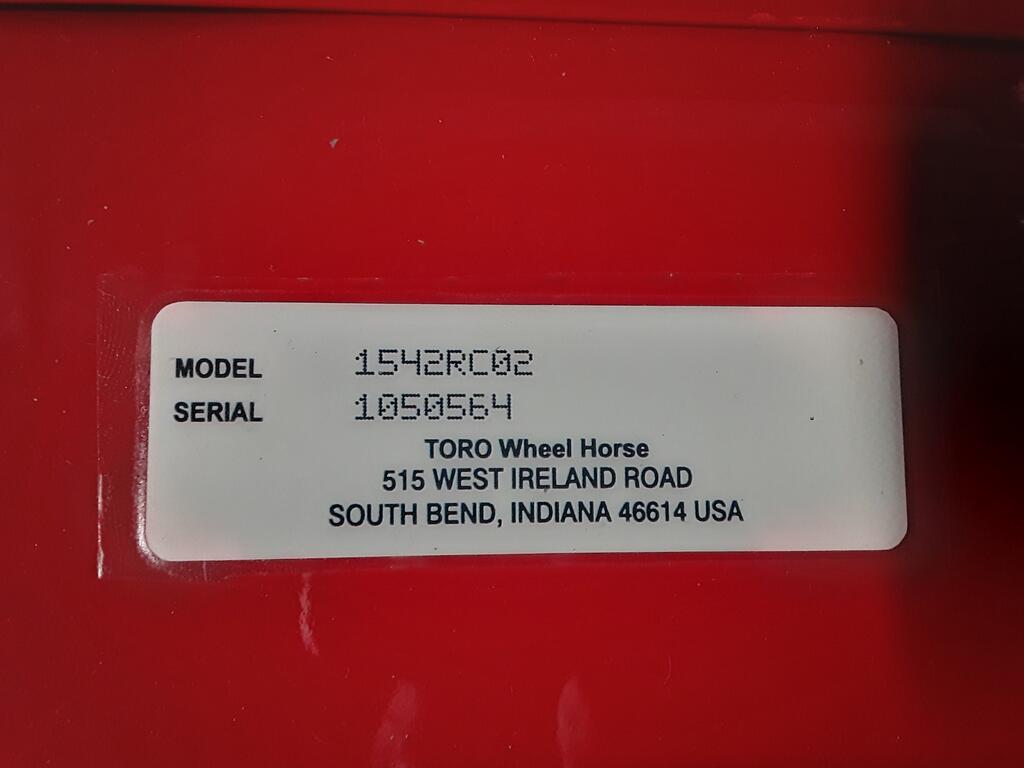 MODEL 1542RC02
SERIAL 1050564
TORO Wheel Horse
515 WEST IRELAND ROAD
SOUTH BEND, INDIANA 46614 USA